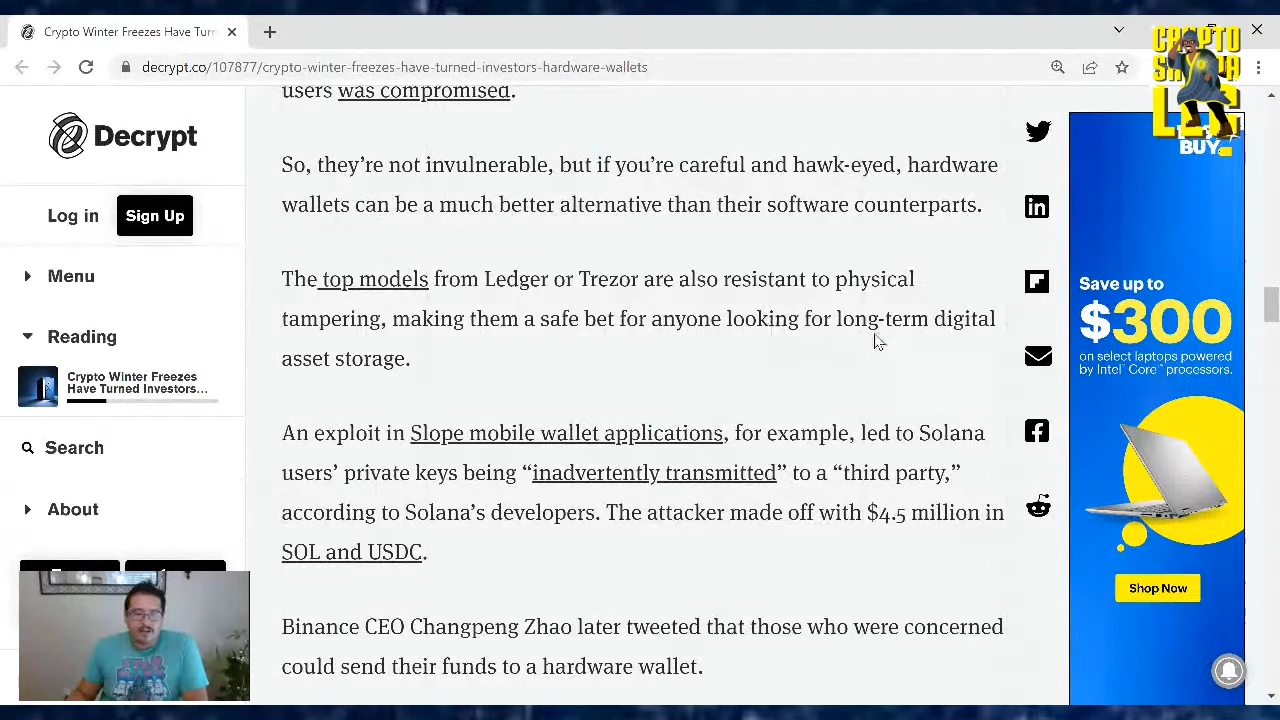 Crypto Winter Freezes Have Turn
decrypt.co/107877/crypto-winter-freezes-have-turned-investors-hardware-wallets
CRYPTO
Decrypt
Log in
Sign Up
Menu
Reading
Crypto Winter Freezes
Have Turned Investors...
Search
About
users was compromised.
So, they’re not invulnerable, but if you’re careful and hawk-eyed, hardware
wallets can be a much better alternative than their software counterparts.
The top models from Ledger or Trezor are also resistant to physical
tampering, making them a safe bet for anyone looking for long-term digital
asset storage.
An exploit in Slope mobile wallet applications, for example, led to Solana
users’ private keys being “inadvertently transmitted” to a “third party,”
according to Solana’s developers. The attacker made off with $4.5 million in
SOL and USDC.
Binance CEO Changpeng Zhao later tweeted that those who were concerned
could send their funds to a hardware wallet.
BUY
Save up to
$300
on select laptops powered
by Intel® Core™ processors.
Shop Now